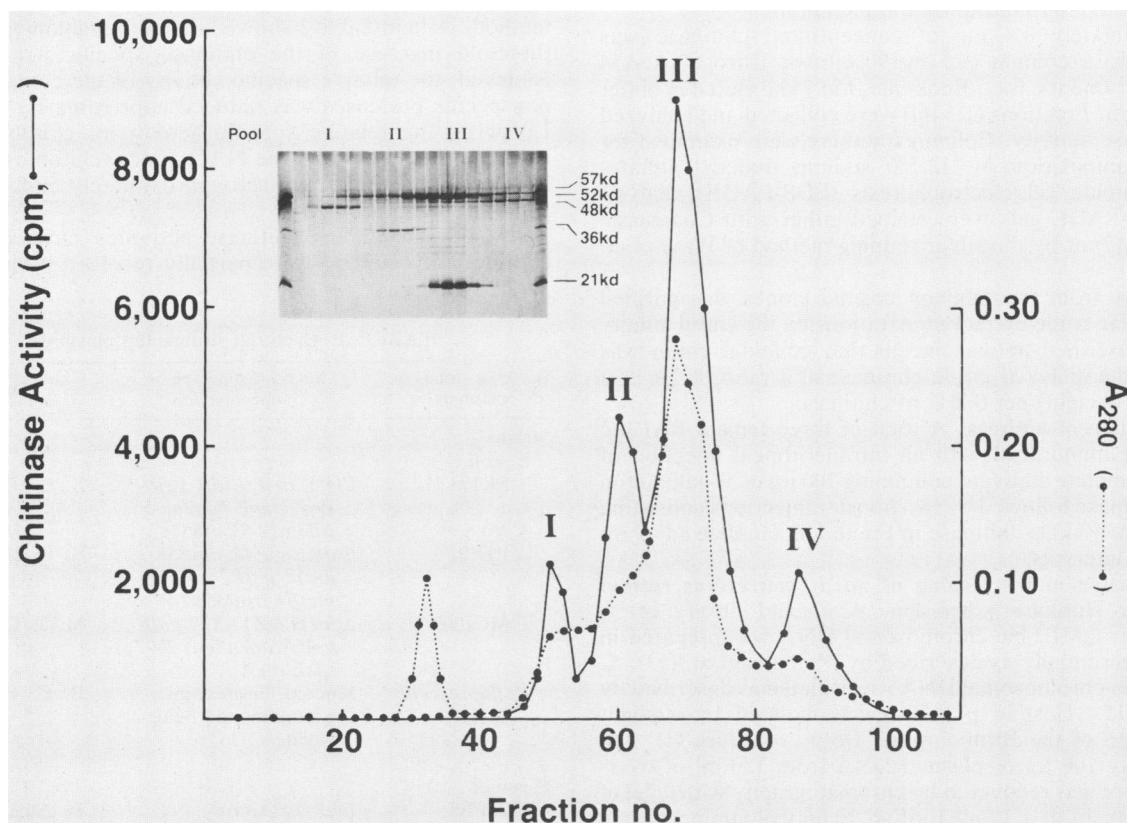 10,000
8,000
6,000
4,000
2,000
Chitinase Activity (cpm, )
Pool I II III IV
57kd
52kd
48kd
36kd
21kd
I
II
III
IV
0.30
0.20
0.10
A280 ( )
20 40 60 80 100
Fraction no.